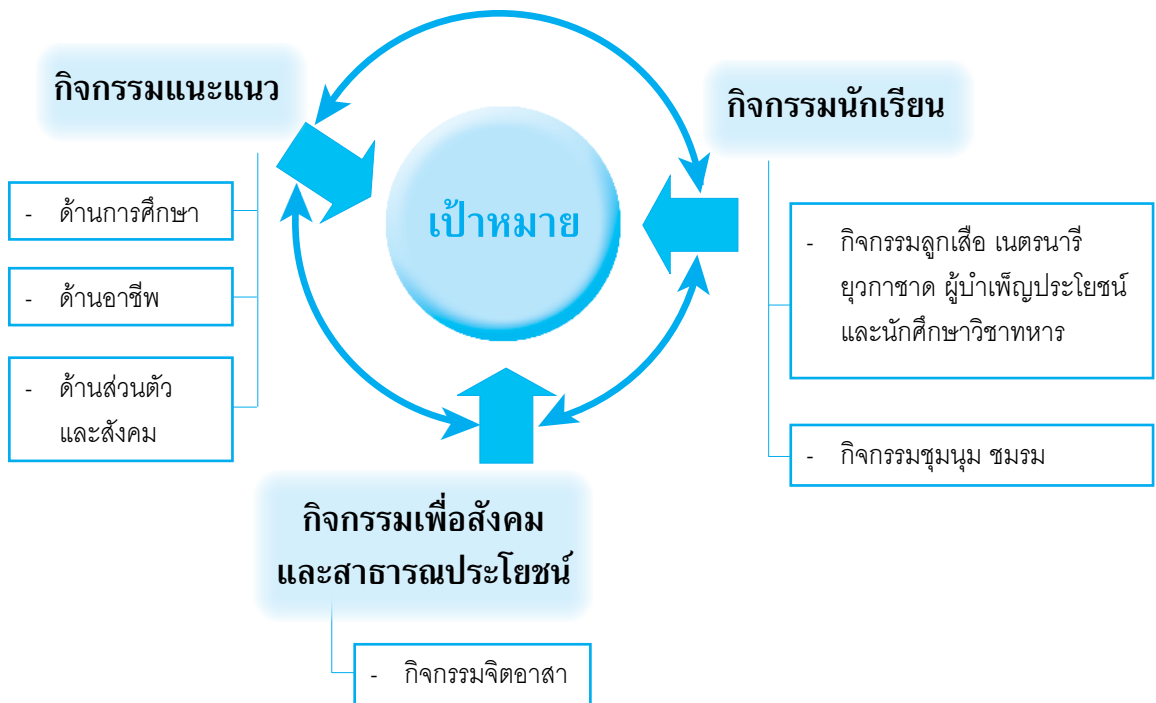 กิจกรรมแนะแนว
- ด้านการศึกษา
- ด้านอาชีพ
- ด้านส่วนตัว
และสังคม
เป้าหมาย
กิจกรรมนักเรียน
- กิจกรรมลูกเสือ เนตรนารี
ยุวกาชาด ผู้บำเพ็ญประโยชน์
และนักศึกษาวิชาทหาร
- กิจกรรมชุมนุม ชมรม
กิจกรรมเพื่อสังคม
และสาธารณประโยชน์
- กิจกรรมจิตอาสา